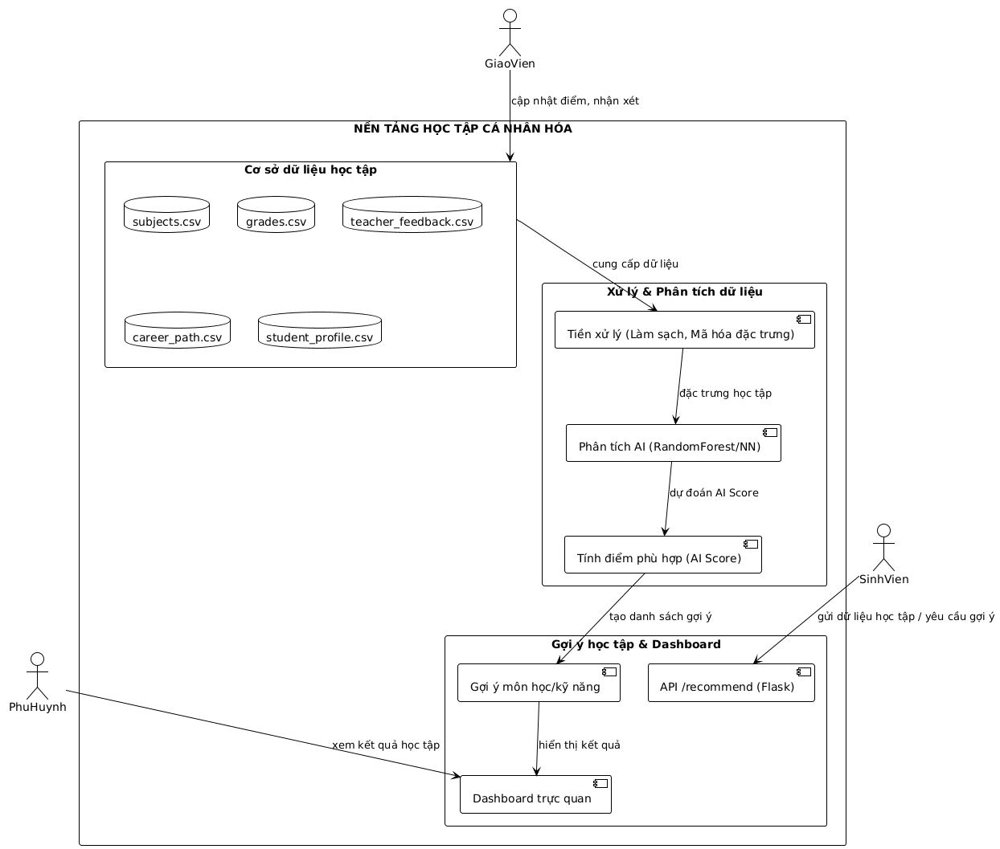 GiaoVien
cập nhật điểm, nhận xét
NỀN TẢNG HỌC TẬP CÁ NHÂN HÓA
Cơ sở dữ liệu học tập
subjects.csv
grades.csv
teacher_feedback.csv
career_path.csv
student_profile.csv
cung cấp dữ liệu
Xử lý & Phân tích dữ liệu
Tiền xử lý (Làm sạch, Mã hóa đặc trưng)
đặc trưng học tập
Phân tích AI (RandomForest/NN)
dự đoán AI Score
Tính điểm phù hợp (AI Score)
SinhVien
tạo danh sách gợi ý
gửi dữ liệu học tập / yêu cầu gợi ý
Gợi ý học tập & Dashboard
Gợi ý môn học/kỹ năng
API /recommend (Flask)
PhuHuynh
xem kết quả học tập
hiển thị kết quả
Dashboard trực quan